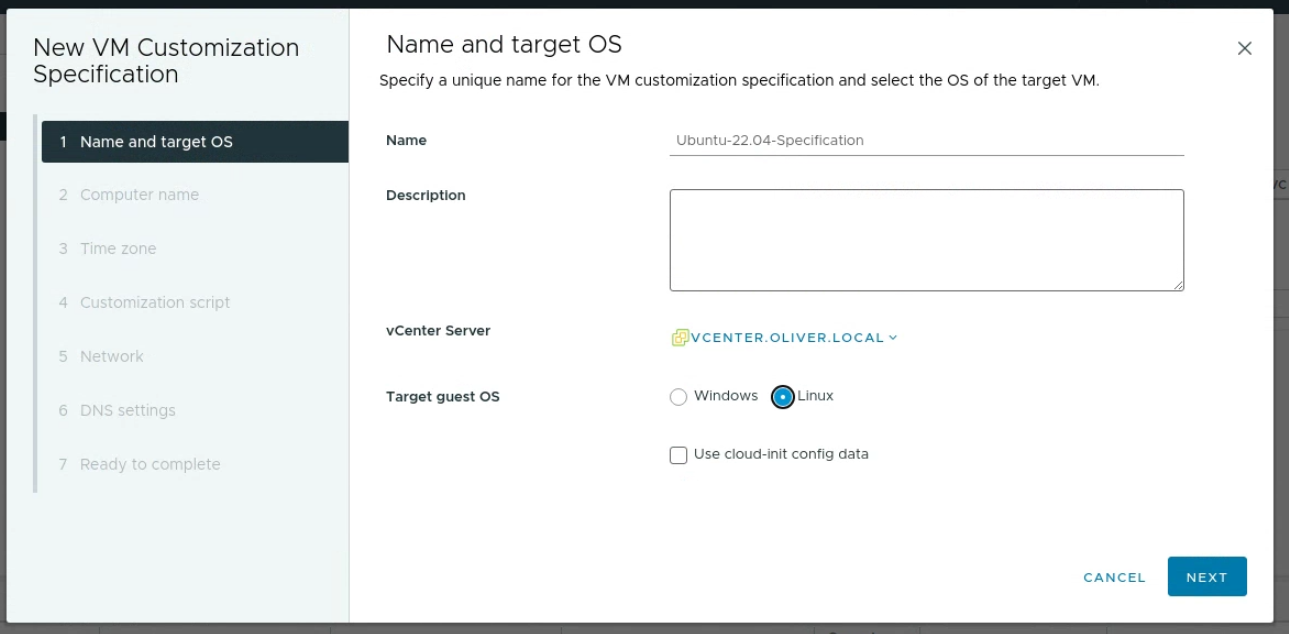 New VM Customization
Specification
1 Name and target OS
2 Computer name
3 Time zone
4 Customization script
5 Network
6 DNS settings
7 Ready to complete
Name and target OS
Specify a unique name for the VM customization specification and select the OS of the target VM.
Name Ubuntu-22.04-Specification
Description
vCenter Server VCENTER.OLIVER.LOCAL
Target guest OS Windows Linux
Use cloud-init config data
CANCEL NEXT